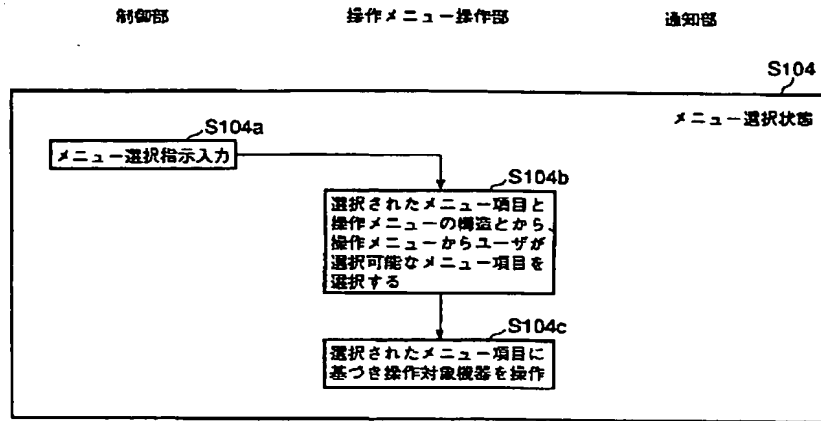 制御部 操作メニュー操作部 通知部
S104
メニュー選択状態
S104a
メニュー選択指示入力
S104b
選択されたメニュー項目と
操作メニューの構造とから、
操作メニューからユーザが
選択可能なメニュー項目を
選択する
S104c
選択されたメニュー項目に
基づき操作対象機器を操作